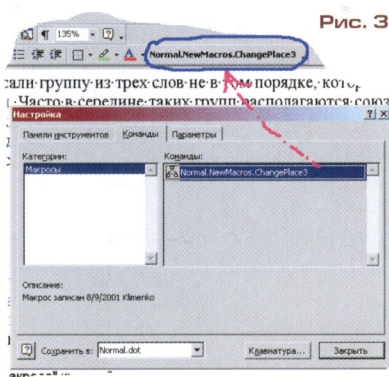 Рис. 3
¶ 135%
Normal.NewMacros.ChangePlace3
сали·группу·из·трех·слов·не·в·том·порядке,·котор
Часто·в·середине·таких·групп·располагаются·союз
Настройка
Панели инструментов Команды Параметры
Категории: Команды:
Макросы Normal.NewMacros.ChangePlace3
Описание:
Макрос записан 8/9/2001 Klimenko
Сохранить в: Normal.dot Клавиатура... Закрыть